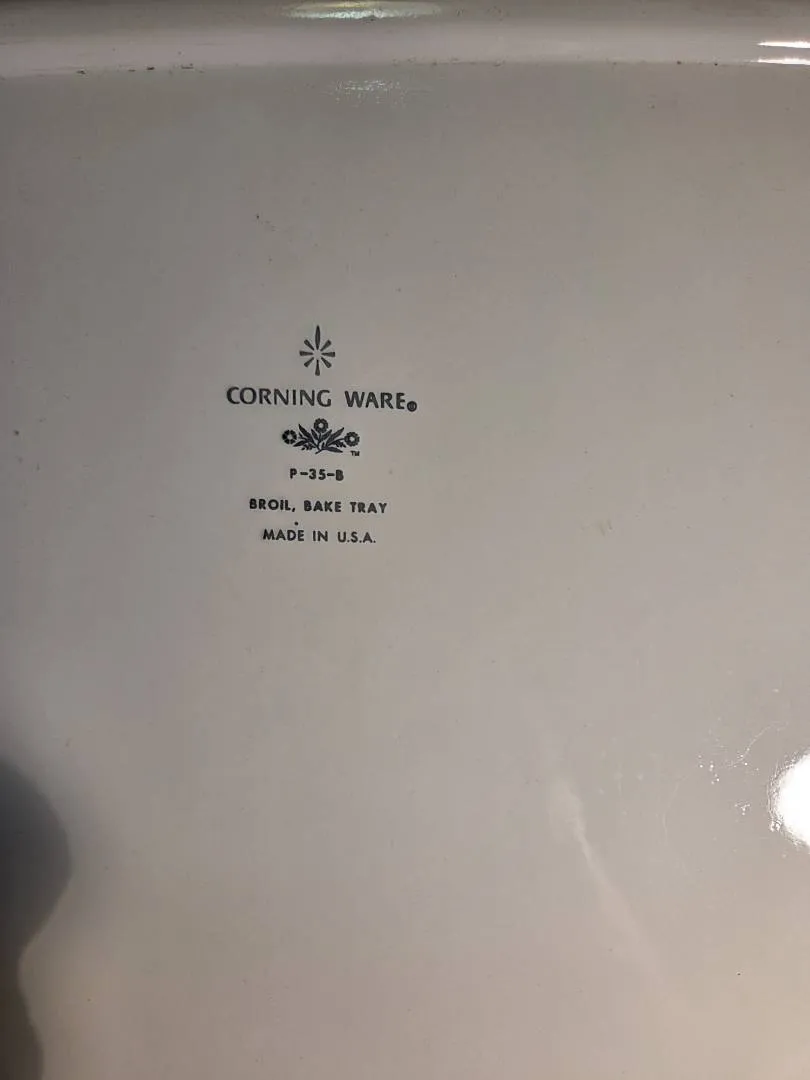 CORNING WARE®
™
P-35-B
BROIL, BAKE TRAY
MADE IN U.S.A.